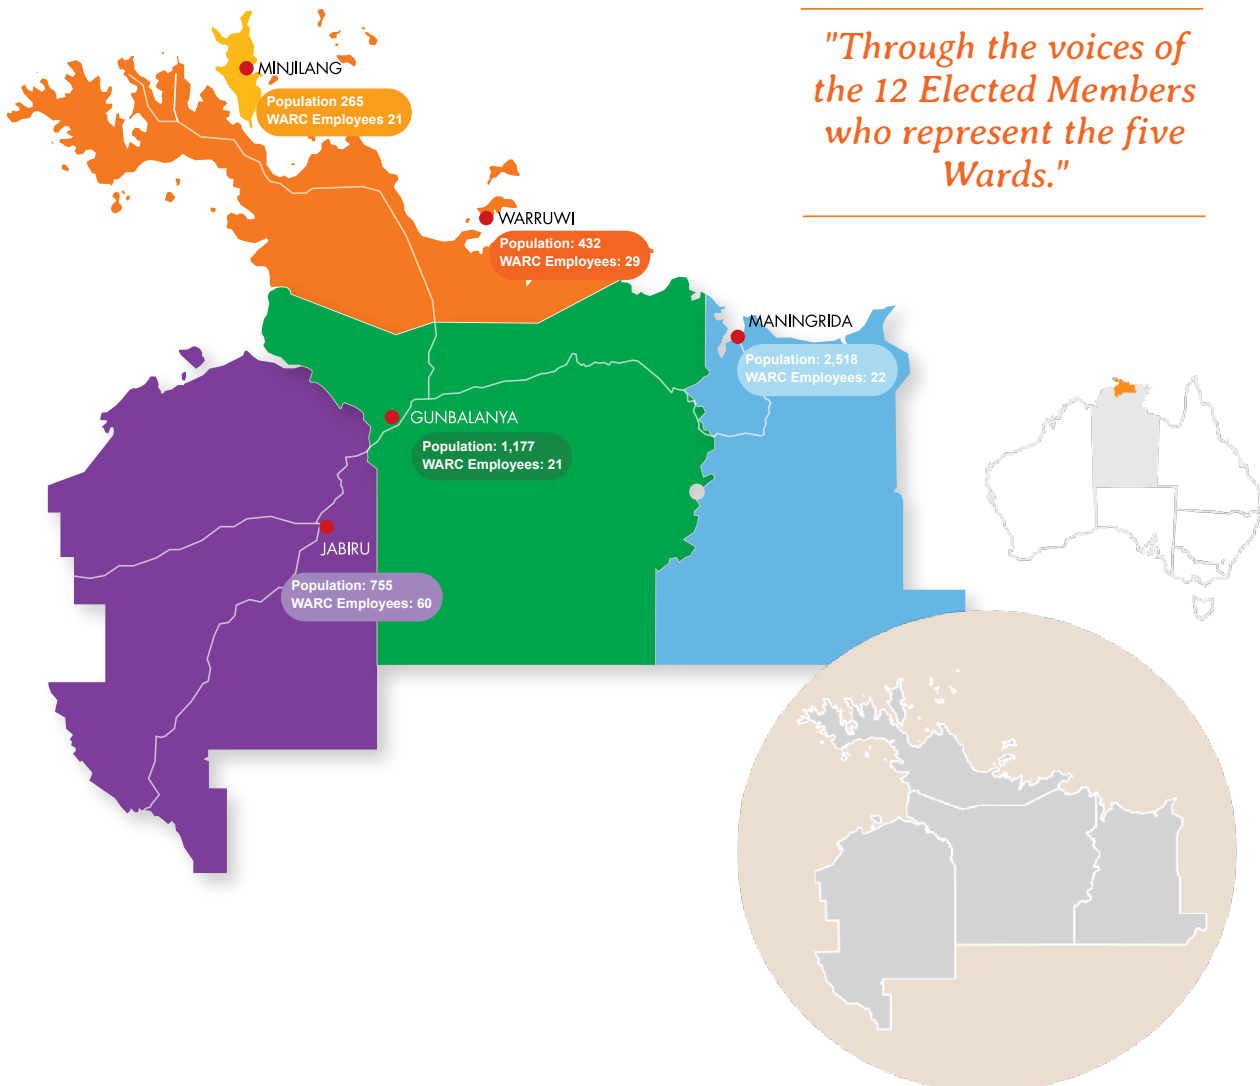 "Through the voices of
the 12 Elected Members
who represent the five
Wards."
MINJILANG
Population 265
WARC Employees 21
WARRUWI
Population: 432
WARC Employees: 29
MANINGRIDA
Population: 2,518
WARC Employees: 22
GUNBALANYA
Population: 1,177
WARC Employees: 21
JABIRU
Population: 755
WARC Employees: 60